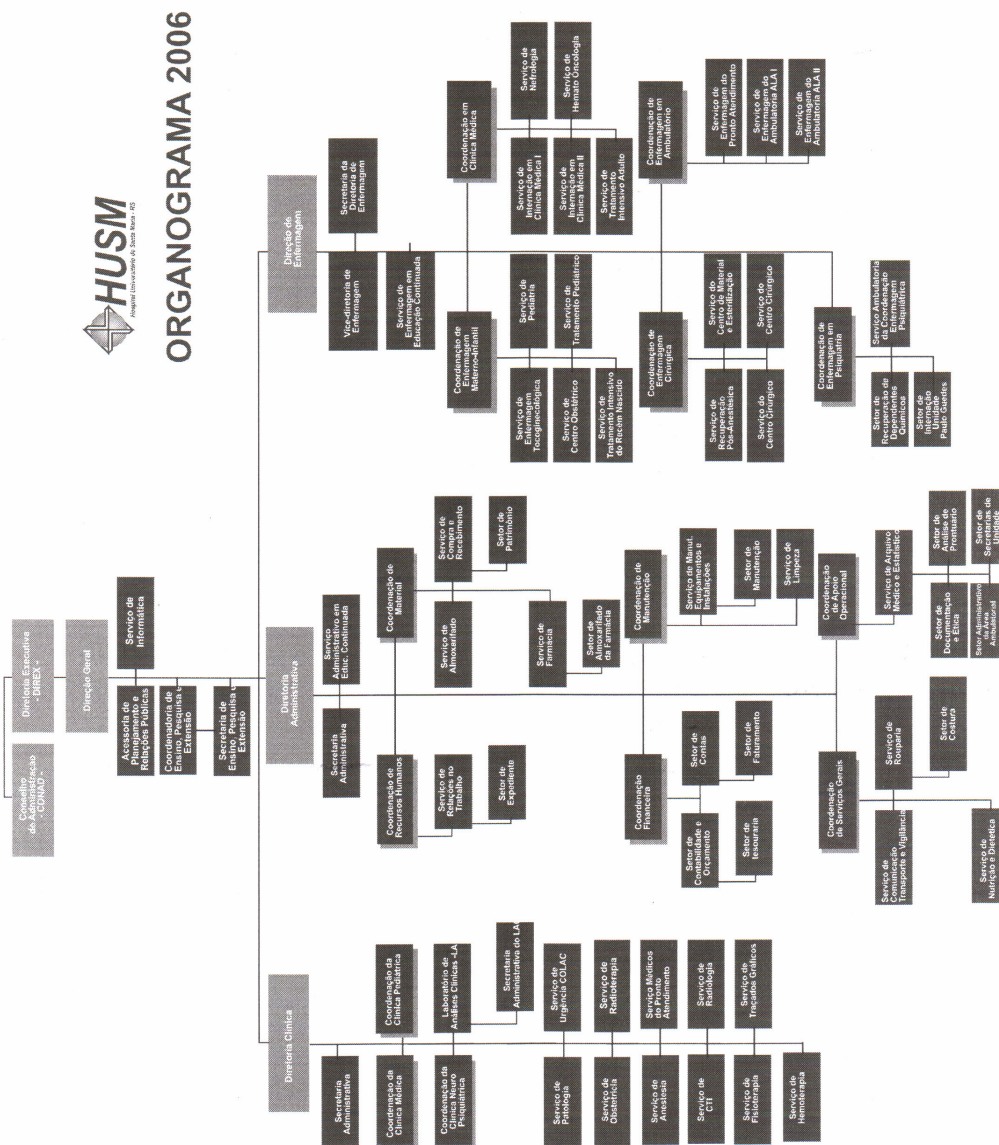 HUSM
Hospital Universitário de Santa Maria - RS
ORGANOGRAMA 2006
Conselho
de Administração
- CONAD -
Diretoria Executiva
- DIREX -
Direção Geral
Acessoria de
Planejamento e
Relações Públicas
Serviço de
Informática
Coordenadoria de
Ensino, Pesquisa e
Extensão
Secretaria de
Ensino, Pesquisa e
Extensão
Diretoria Clínica
Secretaria
Administrativa
Coordenação da
Clínica Médica
Coordenação da
Clínica Pediátrica
Coordenação da
Clínica Neuro
Psiquiátrica
Laboratório de
Análises Clínicas -LA
Secretaria
Administrativa do LAC
Serviço de
Patologia
Serviço de
Urgência COLAC
Serviço de
Obstetrícia
Serviço de
Radioterapia
Serviço de
Anestesia
Serviço Médicos
do Pronto
Atendimento
Serviço de
CTI
Serviço de
Radiologia
Serviço de
Fisioterapia
Serviço de
Traçados Gráficos
Serviço de
Hemoterapia
Diretoria
Administrativa
Secretaria
Administrativa
Serviço
Administrativo em
Educ. Continuada
Coordenação de
Recursos Humanos
Serviço de
Relações no
Trabalho
Setor de
Expediente
Coordenação de
Material
Serviço de
Almoxarifado
Serviço de
Compra e
Recebimento
Setor de
Patrimônio
Serviço de
Farmácia
Setor de
Almoxarifado
da Farmácia
Coordenação
Financeira
Setor de
Contabilidade e
Orçamento
Setor de
Contas
Setor de
Tesouraria
Setor de
Faturamento
Coordenação de
Manutenção
Serviço de Manut.
Equipamentos e
Instalações
Setor de
Manutenção
Serviço de
Limpeza
Coordenação
de Serviços Gerais
Serviço de
Comunicação
Transporte e Vigilância
Serviço de
Rouparia
Setor de
Costura
Serviço de
Nutrição e Dietética
Coordenação
de Apoio
Operacional
Serviço de Arquivo
Médico e Estatístico
Setor de
Documentação
e Ética
Setor de
Análise de
Prontuário
Setor Administrativo
da Área
Ambulatorial
Setor de
Secretarias de
Unidade
Direção de
Enfermagem
Vice-diretoria de
Enfermagem
Secretaria da
Diretoria de
Enfermagem
Serviço de
Enfermagem em
Educação Continuada
Coordenação de
Enfermagem
Materno-Infantil
Serviço de
Enfermagem
Tocoginecológica
Serviço de
Pediatria
Serviço de
Centro Obstétrico
Serviço de
Tratamento Pediatrico
Serviço de
Tratamento Intensivo
do Recém Nascido
Coordenação em
Clínica Médica
Serviço de
Internação em
Clínica Médica I
Serviço de
Nefrologia
Serviço de
Internação em
Clínica Médica II
Serviço de
Hemato Oncologia
Serviço de
Tratamento
Intensivo Adulto
Coordenação de
Enfermagem
Cirúrgica
Serviço de
Recuperação
Pós-Anestésica
Serviço do
Centro de Material
e Esterilização
Serviço do
Centro Cirúrgico
Serviço do
Centro Cirúrgico
Coordenação de
Enfermagem em
Ambulatório
Serviço de
Enfermagem do
Pronto Atendimento
Serviço de
Enfermagem do
Ambulatoria ALA I
Serviço de
Enfermagem do
Ambulatoria ALA II
Coordenação de
Enfermagem em
Psiquiatria
Setor de
Recuperação de
Dependentes
Químicos
Serviço Ambulatoria
da Coordenação
Enfermagem
Psiquiátrica
Setor de
Internação
Unidade
Paulo Guedes